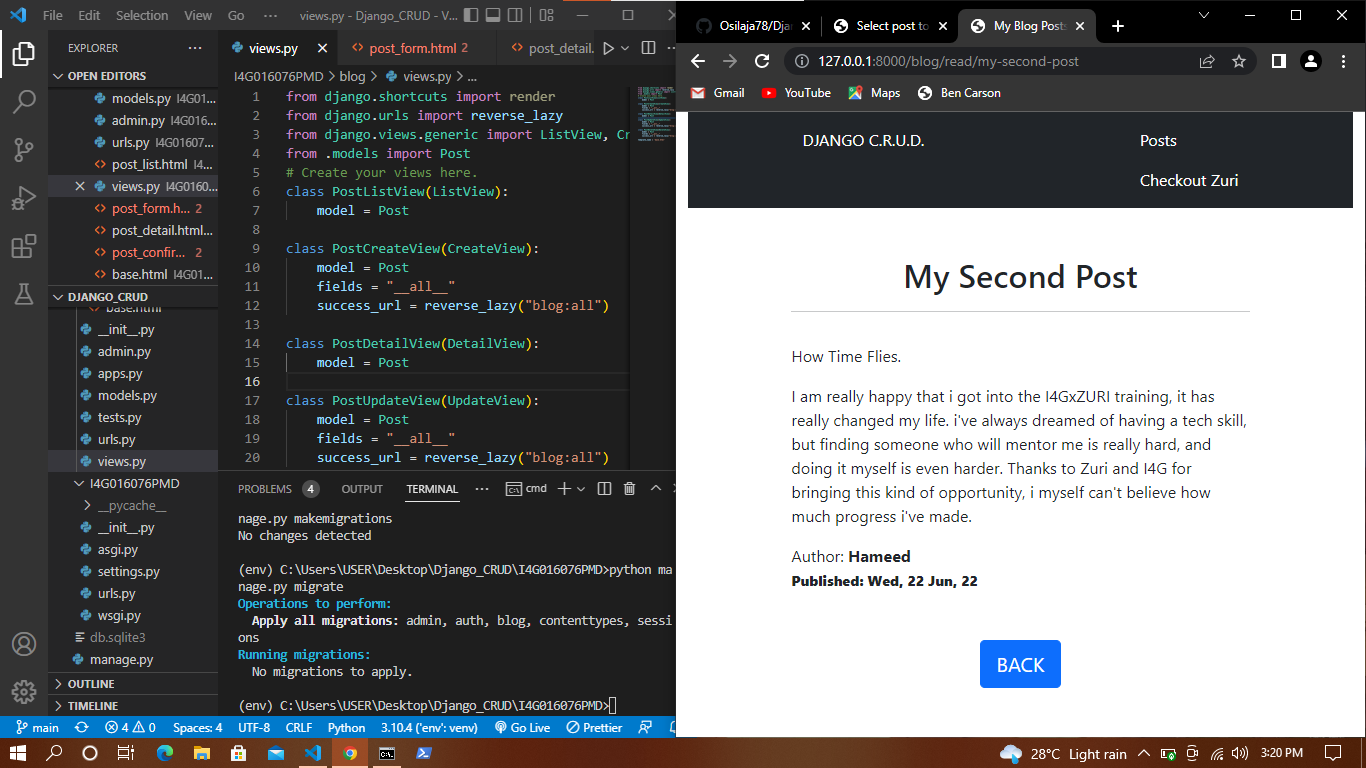 File Edit Selection View Go ··· views.py - Django_CRUD - V...
EXPLORER ···
OPEN EDITORS
models.py I4G01...
admin.py I4G016...
urls.py I4G01607...
post_list.html I4...
views.py I4G0160...
post_form.h... 2
post_detail.html...
post_confir... 2
base.html I4G01...
DJANGO_CRUD
base.html
__init__.py
admin.py
apps.py
models.py
tests.py
urls.py
views.py
I4G016076PMD
__pycache__
__init__.py
asgi.py
settings.py
urls.py
wsgi.py
db.sqlite3
manage.py
OUTLINE
TIMELINE
views.py post_form.html 2 post_detail.
I4G016076PMD > blog > views.py > ...
1 from django.shortcuts import render
2 from django.urls import reverse_lazy
3 from django.views.generic import ListView, Cr
4 from .models import Post
5 # Create your views here.
6 class PostListView(ListView):
7 model = Post
8
9 class PostCreateView(CreateView):
10 model = Post
11 fields = "__all__"
12 success_url = reverse_lazy("blog:all")
13
14 class PostDetailView(DetailView):
15 model = Post
16
17 class PostUpdateView(UpdateView):
18 model = Post
19 fields = "__all__"
20 success_url = reverse_lazy("blog:all")
PROBLEMS 4 OUTPUT TERMINAL ··· cmd
nage.py makemigrations
No changes detected
(env) C:\Users\USER\Desktop\Django_CRUD\I4G016076PMD>python ma
nage.py migrate
Operations to perform:
Apply all migrations: admin, auth, blog, contenttypes, sessi
ons
Running migrations:
No migrations to apply.
(env) C:\Users\USER\Desktop\Django_CRUD\I4G016076PMD>
main 4 0 Spaces: 4 UTF-8 CRLF Python 3.10.4 ('env': venv) Go Live Prettier
Osilaja78/Dja Select post to My Blog Posts
127.0.0.1:8000/blog/read/my-second-post
Gmail YouTube Maps Ben Carson
DJANGO C.R.U.D. Posts
Checkout Zuri
My Second Post
How Time Flies.
I am really happy that i got into the I4GxZURI training, it has
really changed my life. i've always dreamed of having a tech skill,
but finding someone who will mentor me is really hard, and
doing it myself is even harder. Thanks to Zuri and I4G for
bringing this kind of opportunity, i myself can't believe how
much progress i've made.
Author: Hameed
Published: Wed, 22 Jun, 22
BACK
28°C Light rain 3:20 PM